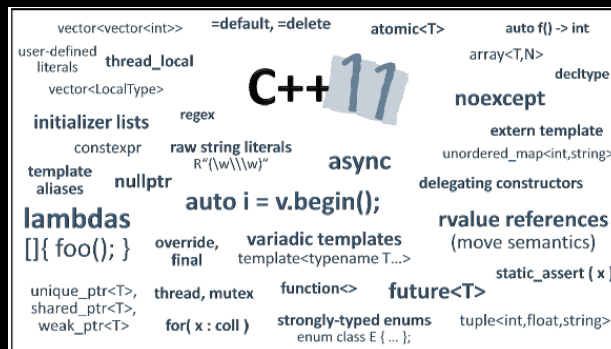 vector<vector<int>>
=default, =delete
atomic<T>
auto f() -> int
user-defined
literals
thread_local
C++11
array<T,N>
decltype
vector<LocalType>
noexcept
initializer lists
regex
extern template
constexpr
raw string literals
R"(\w\\\w)"
async
unordered_map<int,string>
template
aliases
nullptr
delegating constructors
auto i = v.begin();
lambdas
[]{ foo(); }
override,
final
variadic templates
template<typename T...>
rvalue references
(move semantics)
static_assert ( x )
unique_ptr<T>,
shared_ptr<T>,
weak_ptr<T>
thread, mutex
function<>
future<T>
for( x : coll )
strongly-typed enums
enum class E { ... };
tuple<int,float,string>